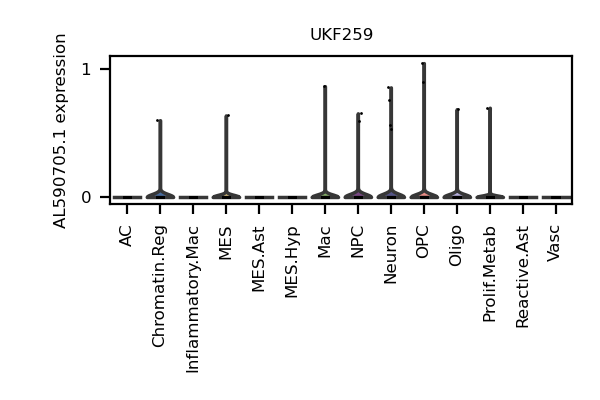 UKF259
AL590705.1 expression
1
0
AC
Chromatin.Reg
Inflammatory.Mac
MES
MES.Ast
MES.Hyp
Mac
NPC
Neuron
OPC
Oligo
Prolif.Metab
Reactive.Ast
Vasc